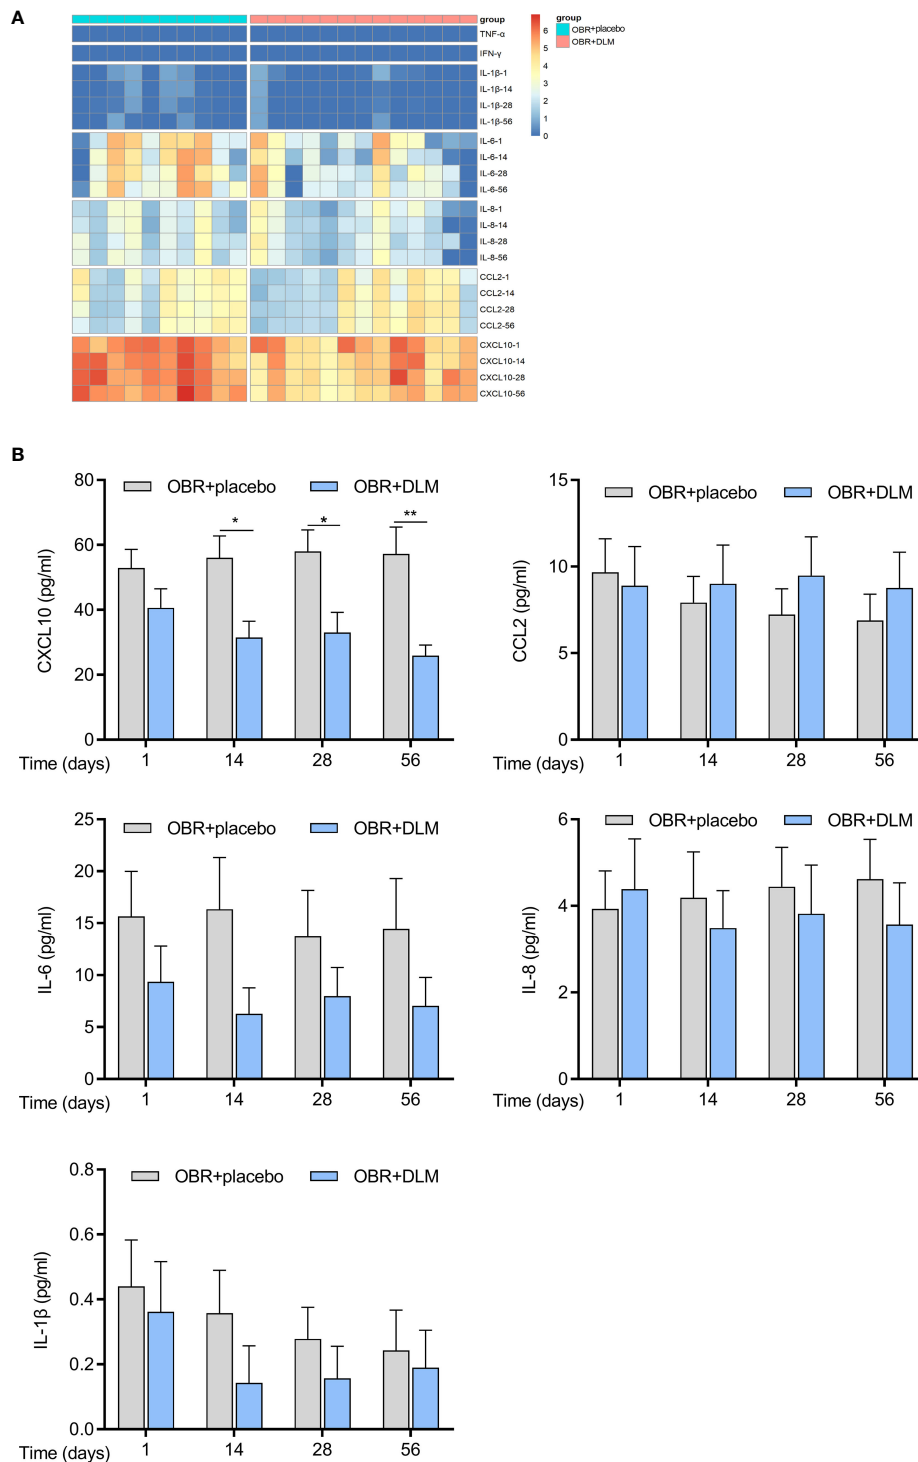 A
group
TNF-α
IFN-γ
IL-1β-1
IL-1β-14
IL-1β-28
IL-1β-56
IL-6-1
IL-6-14
IL-6-28
IL-6-56
IL-8-1
IL-8-14
IL-8-28
IL-8-56
CCL2-1
CCL2-14
CCL2-28
CCL2-56
CXCL10-1
CXCL10-14
CXCL10-28
CXCL10-56
6
5
4
3
2
1
0
group
OBR+placebo
OBR+DLM
B
OBR+placebo OBR+DLM
CXCL10 (pg/ml)
80
60
40
20
0
* * **
Time (days) 1 14 28 56
OBR+placebo OBR+DLM
CCL2 (pg/ml)
15
10
5
0
Time (days) 1 14 28 56
OBR+placebo OBR+DLM
IL-6 (pg/ml)
25
20
15
10
5
0
Time (days) 1 14 28 56
OBR+placebo OBR+DLM
IL-8 (pg/ml)
6
4
2
0
Time (days) 1 14 28 56
OBR+placebo OBR+DLM
IL-1β (pg/ml)
0.8
0.6
0.4
0.2
0.0
Time (days) 1 14 28 56